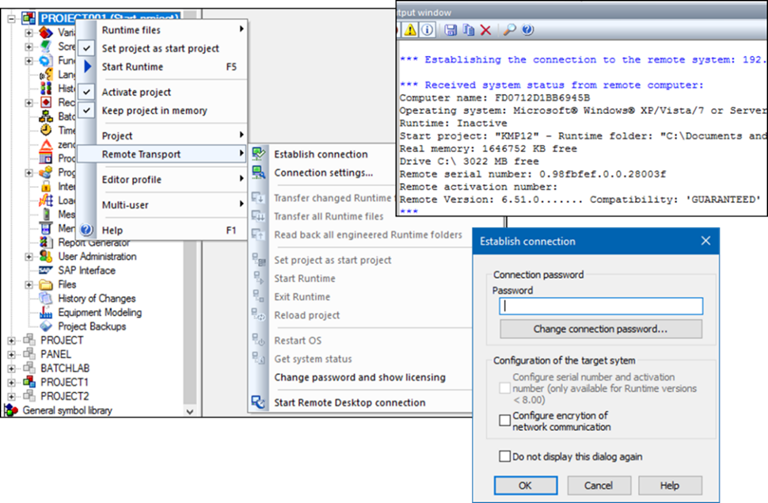 PROJECT001 (Start project)
Runtime files
Set project as start project
Start Runtime F5
Activate project
Keep project in memory
Project
Remote Transport
Editor profile
Multi-user
Help F1
Establish connection
Connection settings...
Transfer changed Runtime
Transfer all Runtime files
Read back all engineered Runtime folders
Set project as start project
Start Runtime
Exit Runtime
Reload project
Restart OS
Get system status
Change password and show licensing
Start Remote Desktop connection
Varia
Scre
Func
Lang
Histo
Reci
Batc
Time
zeno
Prod
Prog
Inter
Load
Mess
Men
Report Generator
User Administration
SAP Interface
Files
History of Changes
Equipment Modeling
Project Backups
PROJECT
PANEL
BATCHLAB
PROJECT1
PROJECT2
General symbol library
tput window
*** Establishing the connection to the remote system: 192.
*** Received system status from remote computer:
Computer name: FD0712D1BB6945B
Operating system: Microsoft® Windows® XP/Vista/7 or Server
Runtime: Inactive
Start project: "KMP12" - Runtime folder: "C:\Documents and
Real memory: 1646752 KB free
Drive C:\ 3022 MB free
Remote serial number: 0.98fbfef.0.0.28003f
Remote activation number:
Remote Version: 6.51.0....... Compatibility: 'GUARANTEED'
***
Establish connection
Connection password
Password
Change connection password...
Configuration of the target sytem
Configure serial number and activation
number (only available for Runtime versions
< 8.00)
Configure encrytion of
network communication
Do not display this dialog again
OK Cancel Help